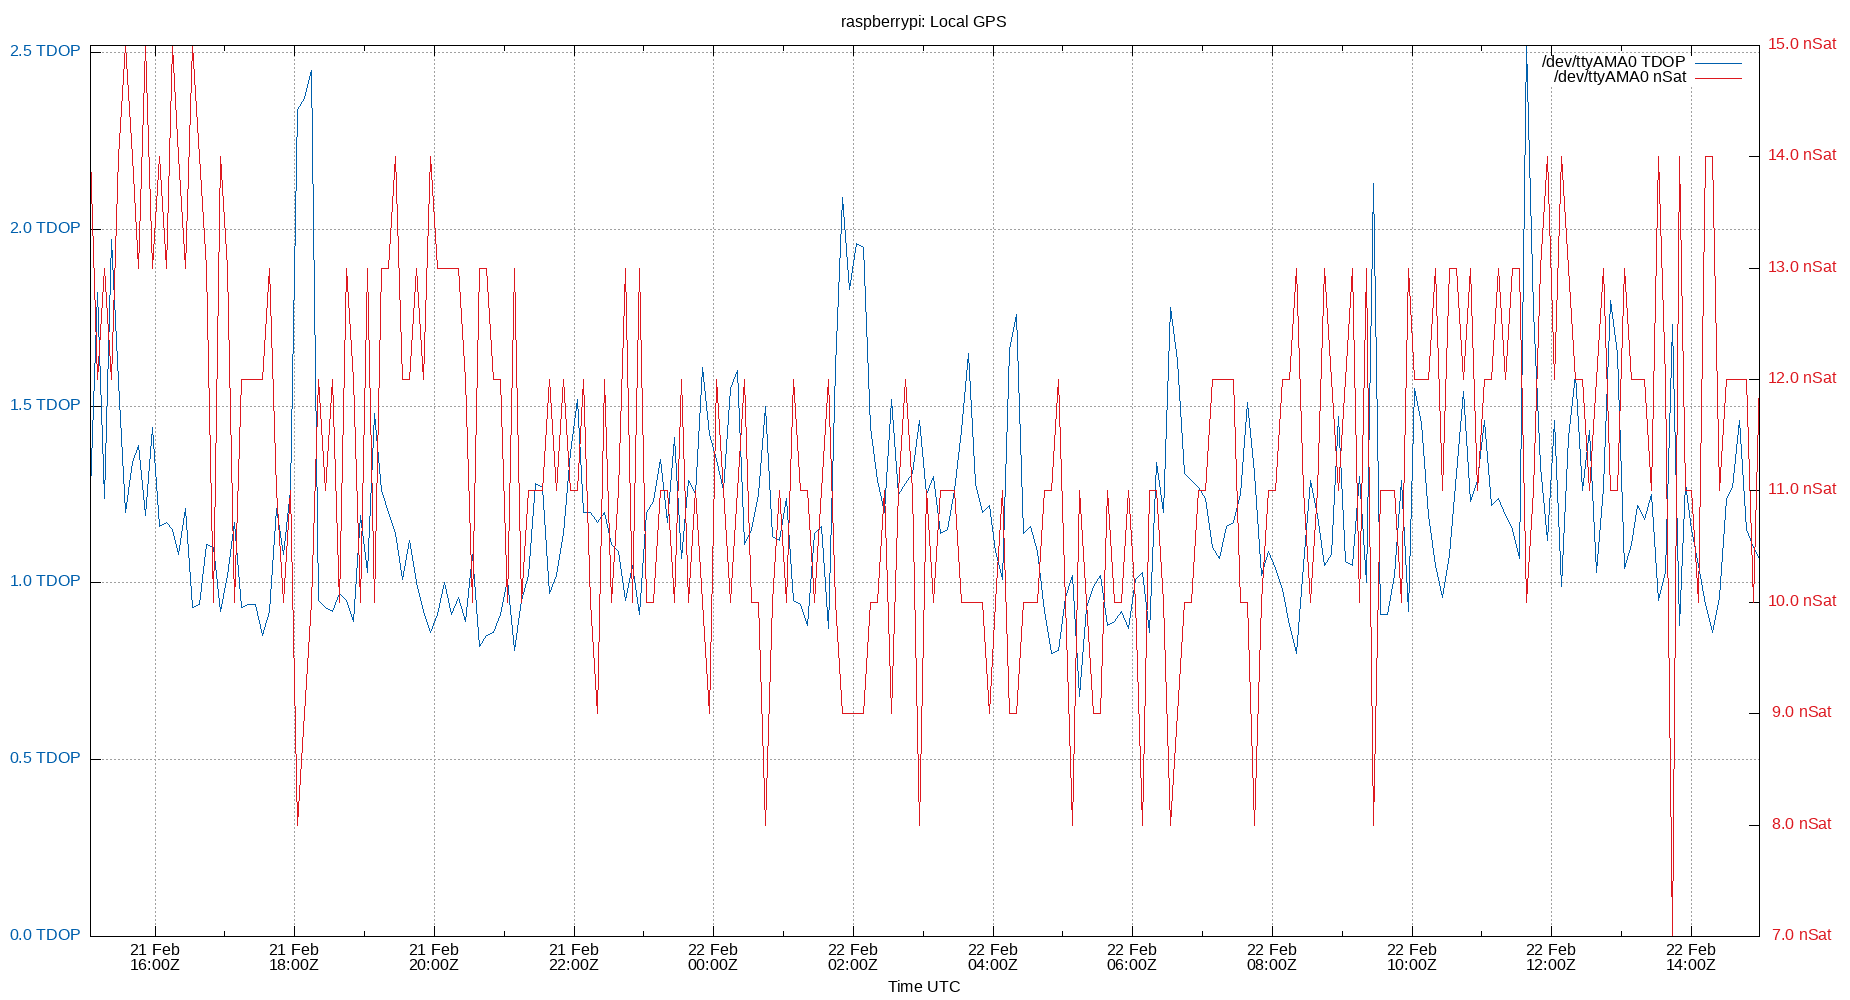 raspberrypi: Local GPS
2.5 TDOP
2.0 TDOP
1.5 TDOP
1.0 TDOP
0.5 TDOP
0.0 TDOP
/dev/ttyAMA0 TDOP
/dev/ttyAMA0 nSat
15.0 nSat
14.0 nSat
13.0 nSat
12.0 nSat
11.0 nSat
10.0 nSat
9.0 nSat
8.0 nSat
7.0 nSat
21 Feb
16:00Z
21 Feb
18:00Z
21 Feb
20:00Z
21 Feb
22:00Z
22 Feb
00:00Z
22 Feb
02:00Z
22 Feb
04:00Z
22 Feb
06:00Z
22 Feb
08:00Z
22 Feb
10:00Z
22 Feb
12:00Z
22 Feb
14:00Z
Time UTC